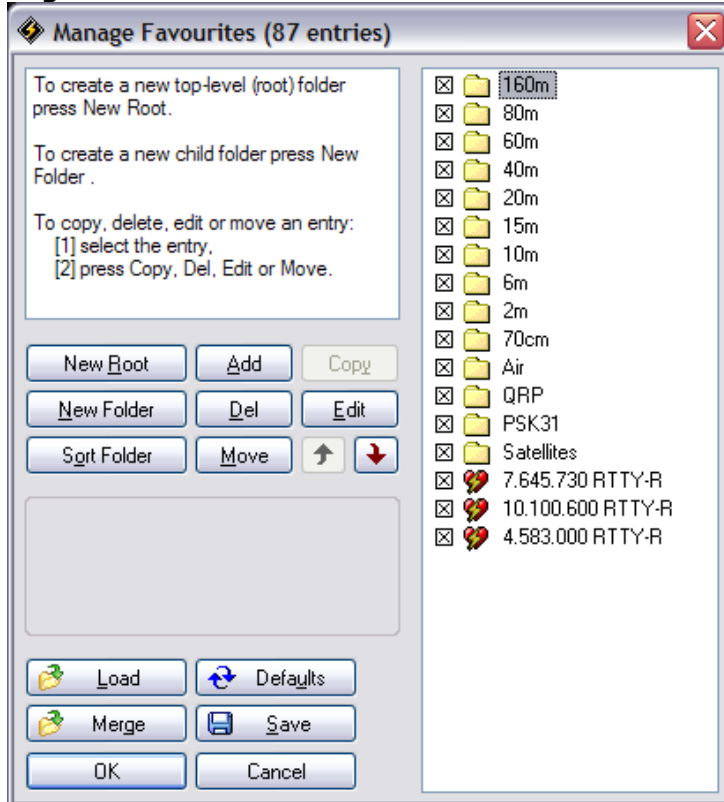 Manage Favourites (87 entries)
To create a new top-level (root) folder
press New Root.
To create a new child folder press New
Folder .
To copy, delete, edit or move an entry:
[1] select the entry,
[2] press Copy, Del, Edit or Move.
New Root
Add
Copy
New Folder
Del
Edit
Sort Folder
Move
Load
Defaults
Merge
Save
OK
Cancel
160m
80m
60m
40m
20m
15m
10m
6m
2m
70cm
Air
QRP
PSK31
Satellites
7.645.730 RTTY-R
10.100.600 RTTY-R
4.583.000 RTTY-R